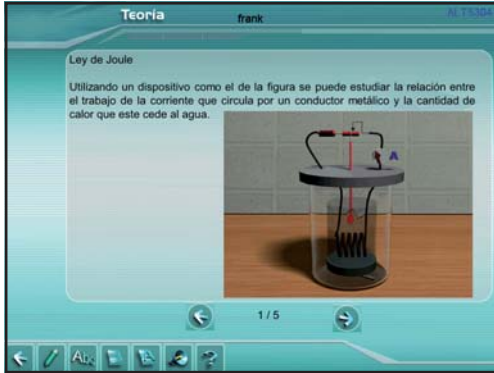 Teoría
frank
ALTS304
Ley de Joule
Utilizando un dispositivo como el de la figura se puede estudiar la relación entre
el trabajo de la corriente que circula por un conductor metálico y la cantidad de
calor que este cede al agua.
A
1 / 5
Abc